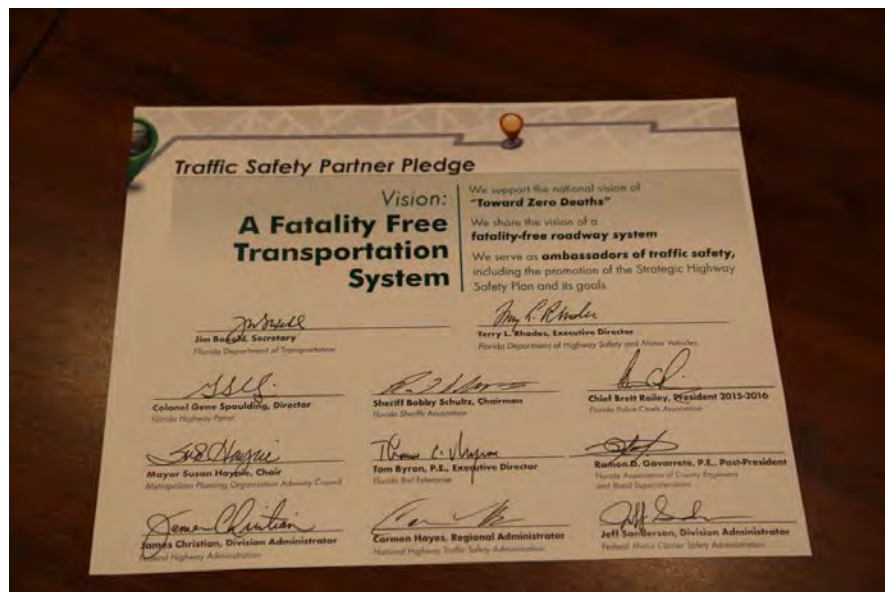 Traffic Safety Partner Pledge
Vision:
A Fatality Free
Transportation
System
We support the national vision of
"Toward Zero Deaths"
We share the vision of a
fatality-free roadway system
We serve as ambassadors of traffic safety,
including the promotion of the Strategic Highway
Safety Plan and its goals
Jim Boxold, Secretary
Florida Department of Transportation
Terry L. Rhodes, Executive Director
Florida Department of Highway Safety and Motor Vehicles
Colonel Gene Spaulding, Director
Florida Highway Patrol
Sheriff Bobby Schultz, Chairman
Florida Sheriffs Association
Chief Brett Railey, President 2015-2016
Florida Police Chiefs Association
Mayor Susan Haynie, Chair
Metropolitan Planning Organization Advisory Council
Tom Byron, P.E., Executive Director
Florida Rail Enterprise
Ramon D. Gavarrete, P.E., Past-President
Florida Association of County Engineers
and Road Superintendents
James Christian, Division Administrator
Federal Highway Administration
Carmen Hayes, Regional Administrator
National Highway Traffic Safety Administration
Jeff Sanderson, Division Administrator
Federal Motor Carrier Safety Administration